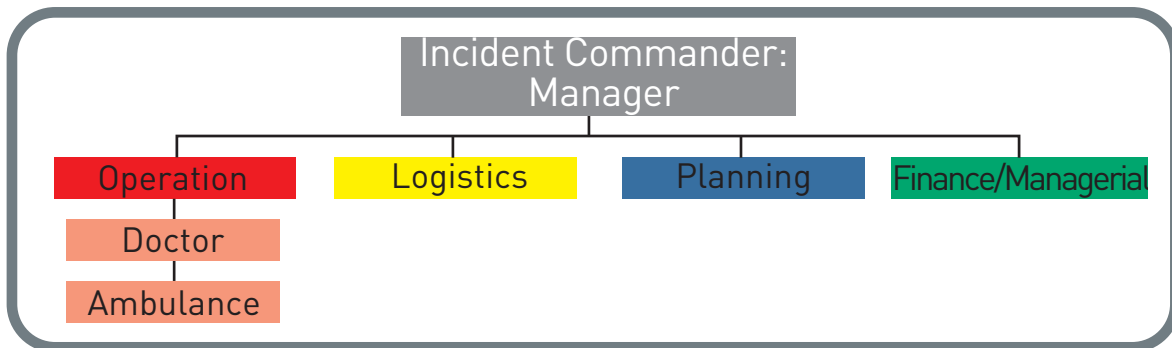 Incident Commander:
Manager
Operation
Logistics
Planning
Finance/Managerial
Doctor
Ambulance